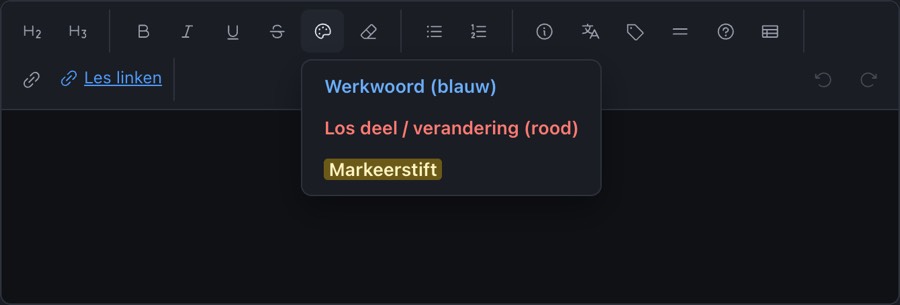 H2 H3 B I U S
Les linken
Werkwoord (blauw)
Los deel / verandering (rood)
Markeerstift